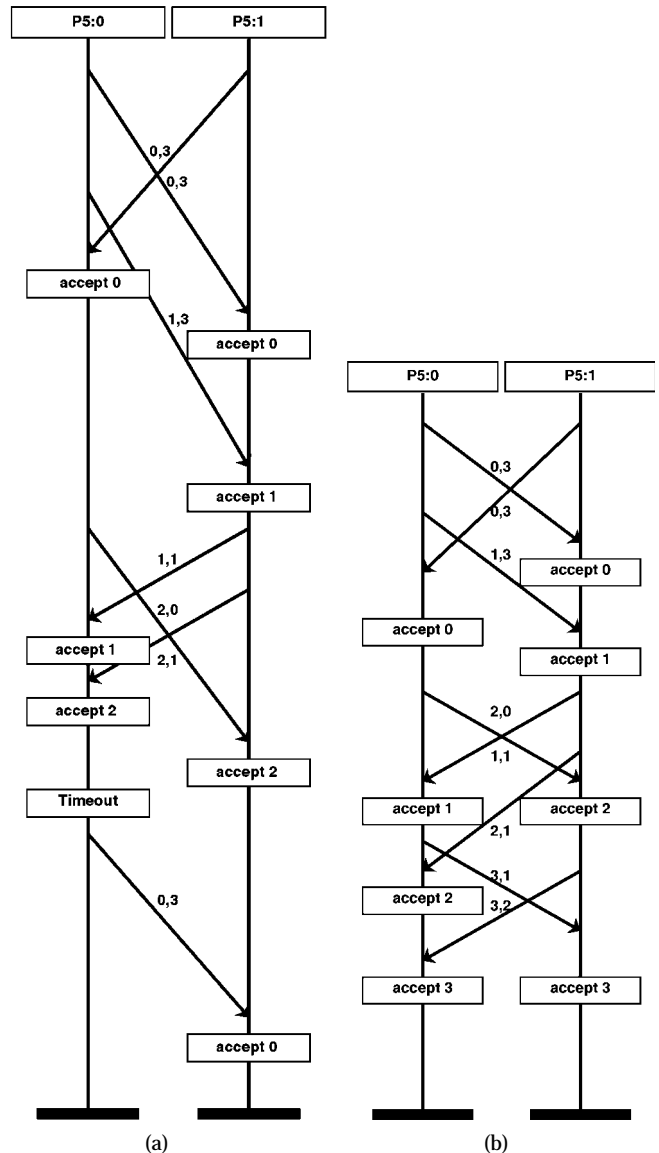 P5:0
P5:1
0,3
0,3
accept 0
1,3
accept 0
accept 1
1,1
2,0
accept 1
2,1
accept 2
accept 2
Timeout
0,3
accept 0
(a)
P5:0
P5:1
0,3
0,3
1,3
accept 0
accept 0
accept 1
2,0
1,1
accept 1
accept 2
2,1
3,1
accept 2
3,2
accept 3
accept 3
(b)